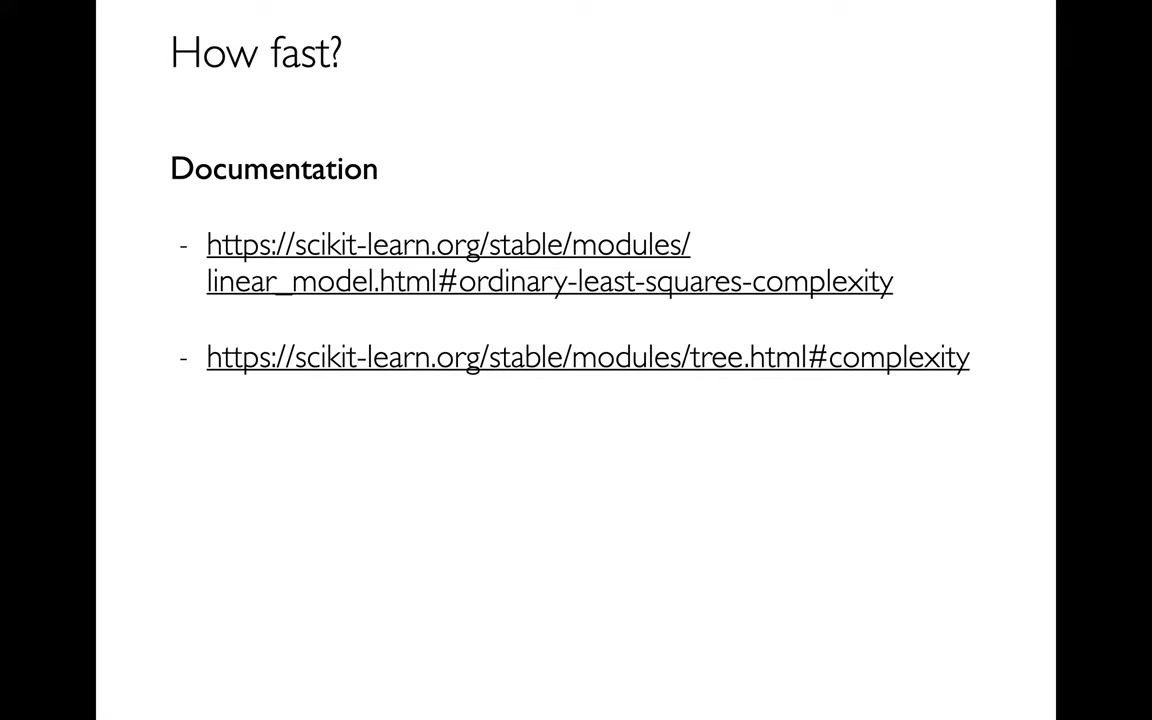 How fast?
Documentation
- https://scikit-learn.org/stable/modules/
linear_model.html#ordinary-least-squares-complexity
- https://scikit-learn.org/stable/modules/tree.html#complexity